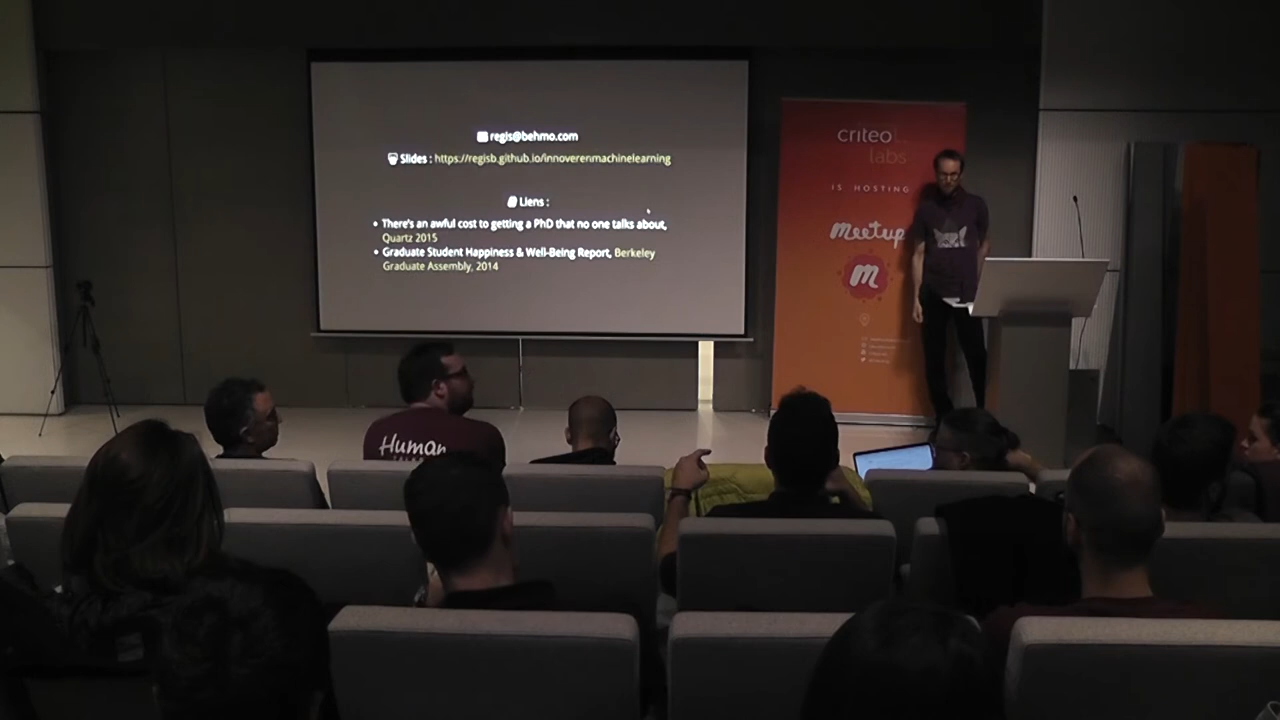 regis@behmo.com
Slides : https://regisb.github.io/innoverenmachinelearning
Liens :
• There's an awful cost to getting a PhD that no one talks about,
Quartz 2015
• Graduate Student Happiness & Well-Being Report, Berkeley
Graduate Assembly, 2014
criteo
labs
IS HOSTING
meetup
m
Human